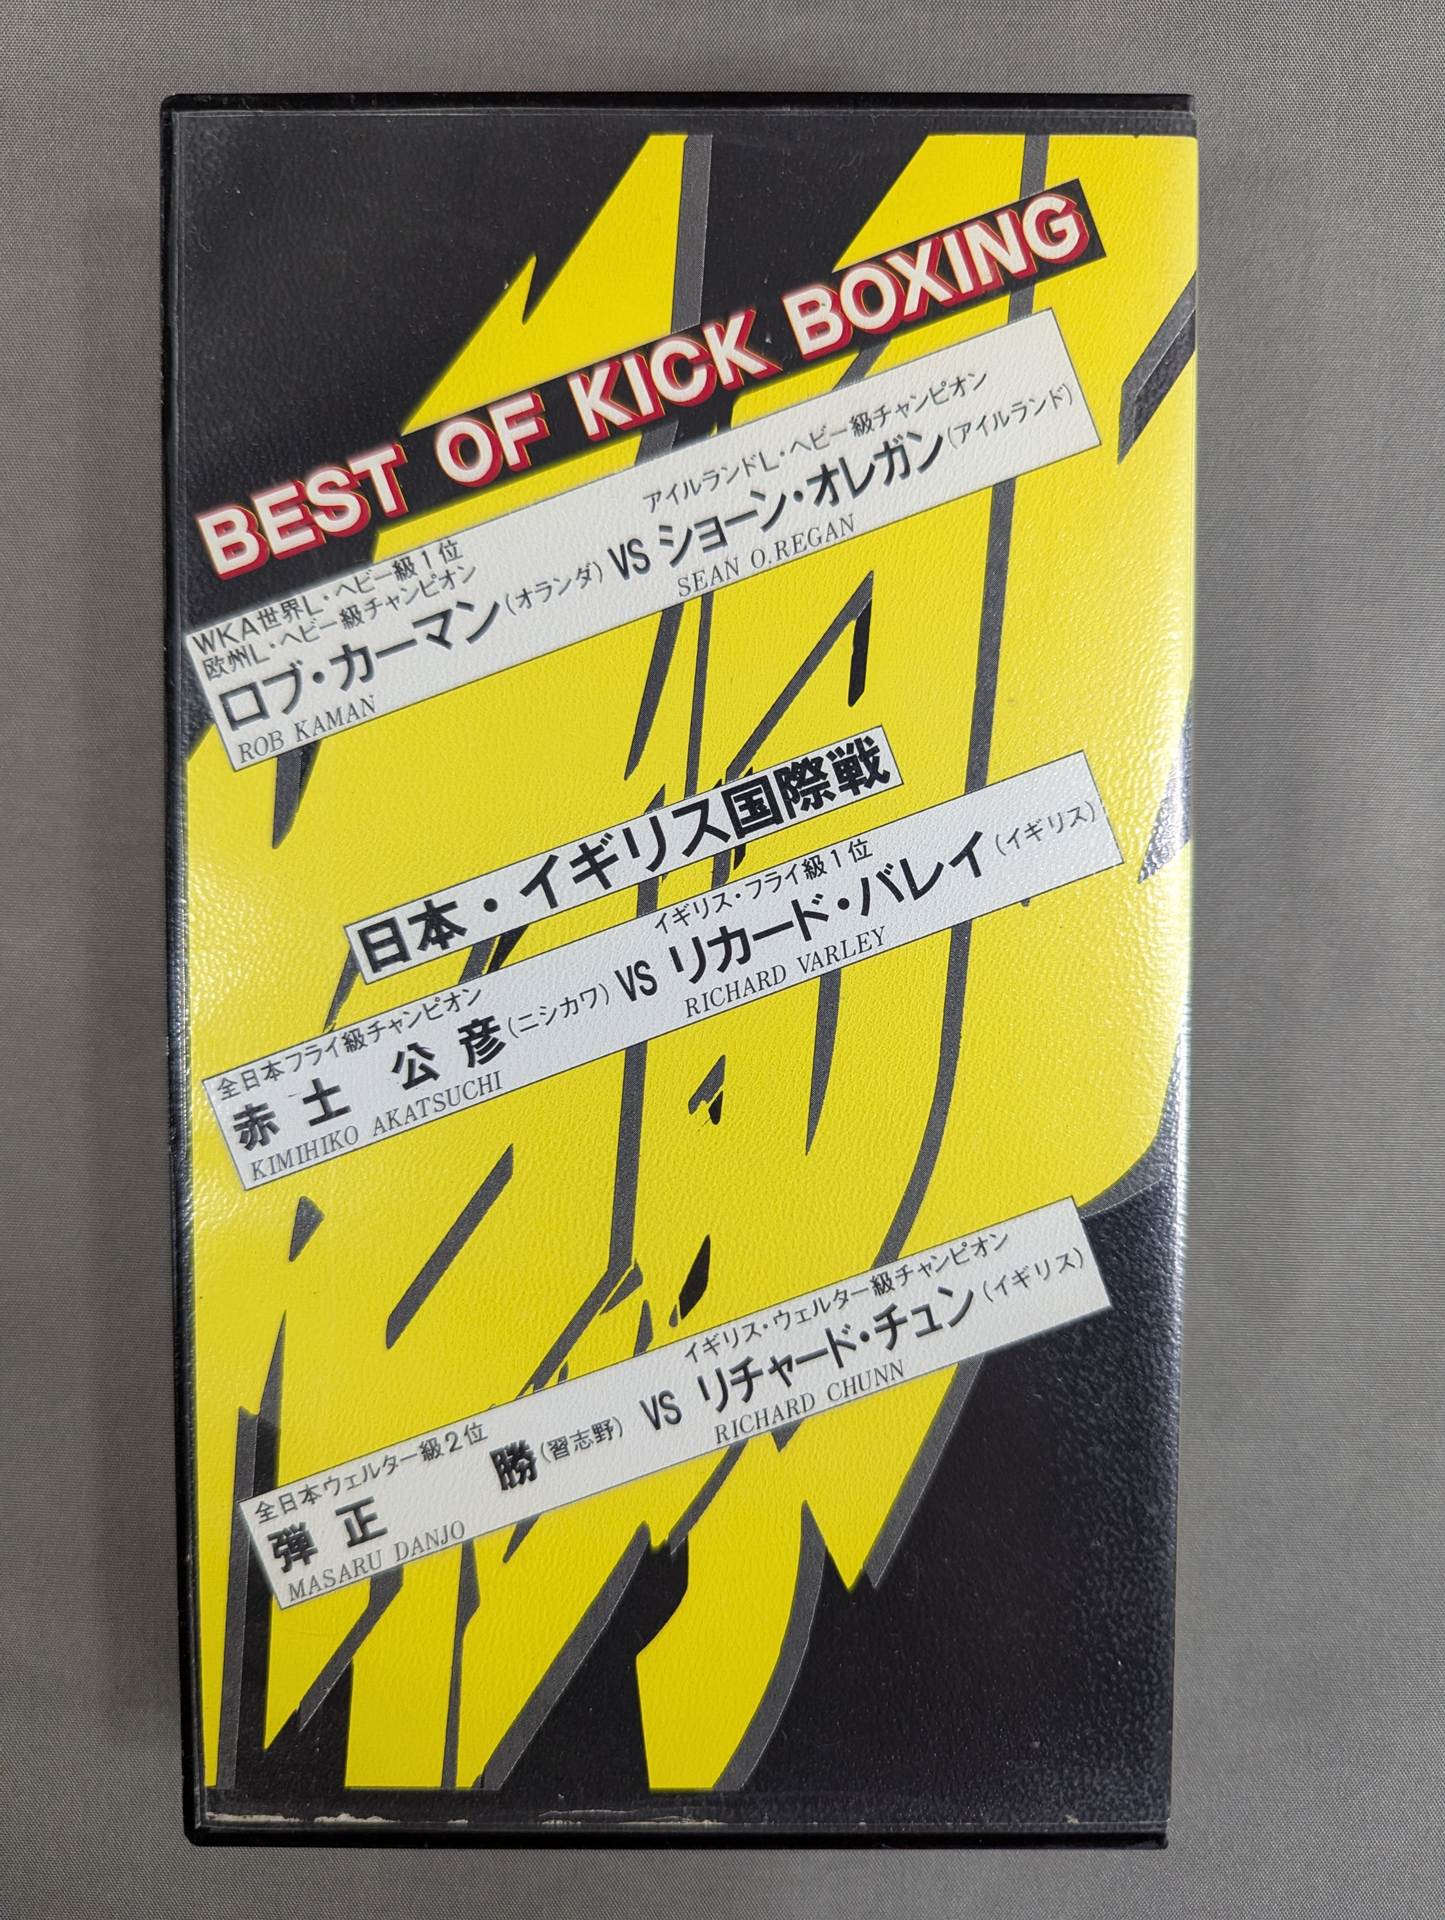 BEST OF KICK BOXING
WKA世界L・ヘビー級1位
欧州L・ヘビー級チャンピオン
アイルランドL・ヘビー級チャンピオン
ロブ・カーマン(オランダ) VS ショーン・オレガン(アイルランド)
ROB KAMAN
SEAN O.REGAN
日本・イギリス国際戦
全日本フライ級チャンピオン
イギリス・フライ級1位
赤土 公彦(ニシカワ) VS リカード・バレイ(イギリス)
KIMIHIKO AKATSUCHI
RICHARD VARLEY
全日本ウェルター級2位
イギリス・ウェルター級チャンピオン
弾正 勝(習志野) VS リチャード・チュン(イギリス)
MASARU DANJO
RICHARD CHUNN